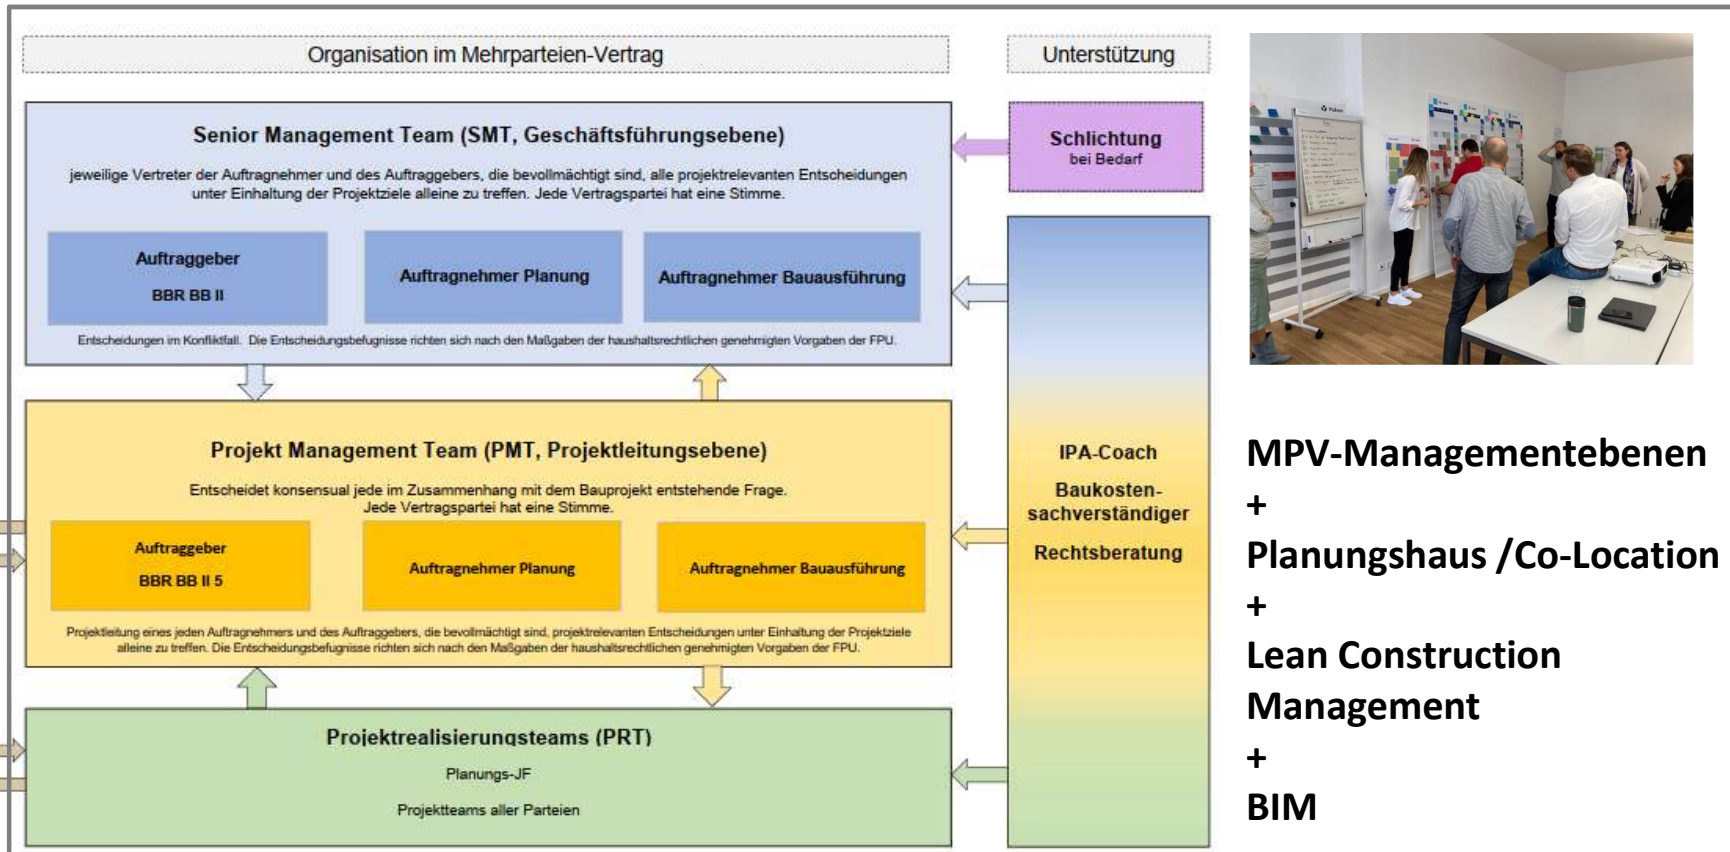 Organisation im Mehrparteien-Vertrag
Senior Management Team (SMT, Geschäftsführungsebene)
jeweilige Vertreter der Auftragnehmer und des Auftraggebers, die bevollmächtigt sind, alle projektrelevanten Entscheidungen
unter Einhaltung der Projektziele alleine zu treffen. Jede Vertragspartei hat eine Stimme.
Auftraggeber
BBR BB II
Auftragnehmer Planung
Auftragnehmer Bauausführung
Entscheidungen im Konfliktfall. Die Entscheidungsbefugnisse richten sich nach den Maßgaben der haushaltsrechtlichen genehmigten Vorgaben der FPU.
Projekt Management Team (PMT, Projektleitungsebene)
Entscheidet konsensual jede im Zusammenhang mit dem Bauprojekt entstehende Frage.
Jede Vertragspartei hat eine Stimme.
Auftraggeber
BBR BB II 5
Auftragnehmer Planung
Auftragnehmer Bauausführung
Projektleitung eines jeden Auftragnehmers und des Auftraggebers, die bevollmächtigt sind, projektrelevanten Entscheidungen unter Einhaltung der Projektziele
alleine zu treffen. Die Entscheidungsbefugnisse richten sich nach den Maßgaben der haushaltsrechtlichen genehmigten Vorgaben der FPU.
Projektrealisierungsteams (PRT)
Planungs-JF
Projektteams aller Parteien
Unterstützung
Schlichtung
bei Bedarf
IPA-Coach
Baukosten-
sachverständiger
Rechtsberatung
MPV-Managementebenen
+
Planungshaus /Co-Location
+
Lean Construction
Management
+
BIM